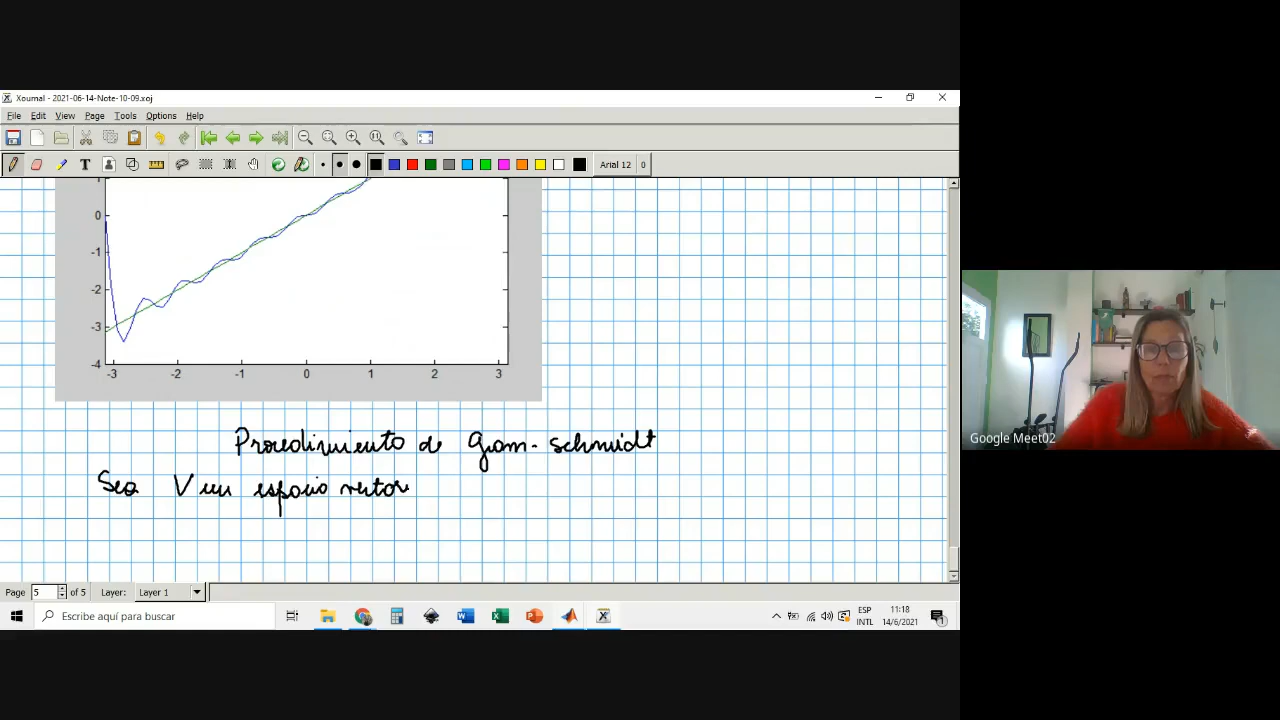 Xournal - 2021-06-14-Note-10-09.xoj
File Edit View Page Tools Options Help
Arial 12 0
1
0
-1
-2
-3
-4
-3 -2 -1 0 1 2 3
Procedimiento de Gram-Schmidt
Sea V un espacio vector
Google Meet02
Page 5 of 5 Layer: Layer 1
Escribe aquí para buscar
ESP
INTL
11:18
14/6/2021
1